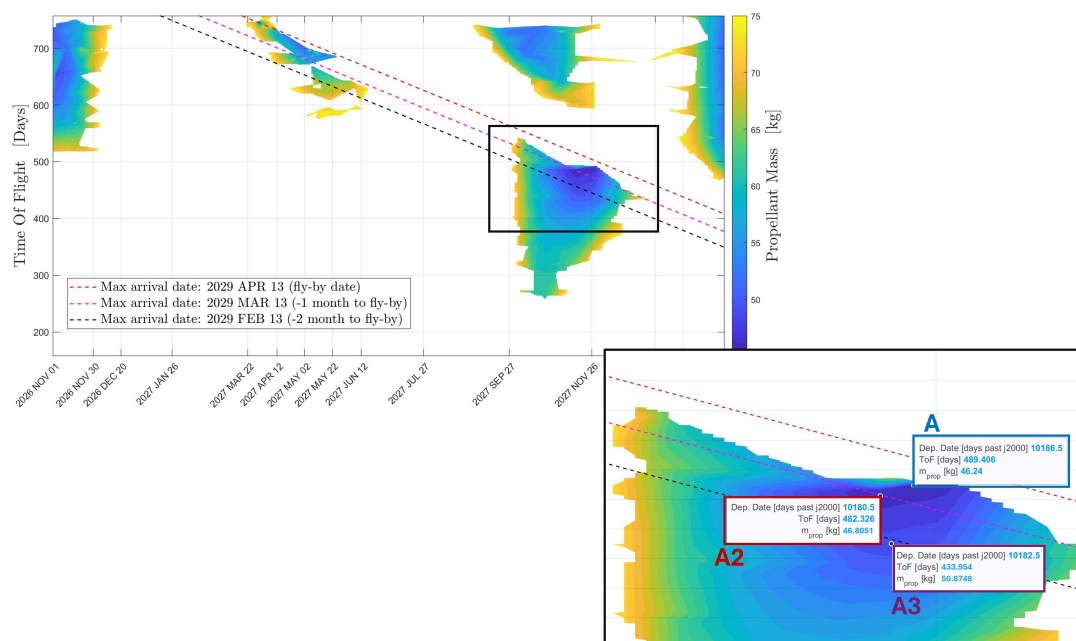 700
600
500
400
300
200
Time Of Flight [Days]
Max arrival date: 2029 APR 13 (fly-by date)
Max arrival date: 2029 MAR 13 (-1 month to fly-by)
Max arrival date: 2029 FEB 13 (-2 month to fly-by)
2026 NOV 01
2026 NOV 30
2026 DEC 20
2027 JAN 26
2027 MAR 22
2027 APR 12
2027 MAY 02
2027 MAY 22
2027 JUN 12
2027 JUL 27
2027 SEP 27
2027 NOV 26
75
70
65
60
55
50
Propellant Mass [kg]
A
Dep. Date [days past j2000] 10186.5
ToF [days] 489.406
m_prop [kg] 46.24
Dep. Date [days past j2000] 10180.5
ToF [days] 482.326
m_prop [kg] 46.8051
A2
Dep. Date [days past j2000] 10182.5
ToF [days] 433.954
m_prop [kg] 50.8748
A3